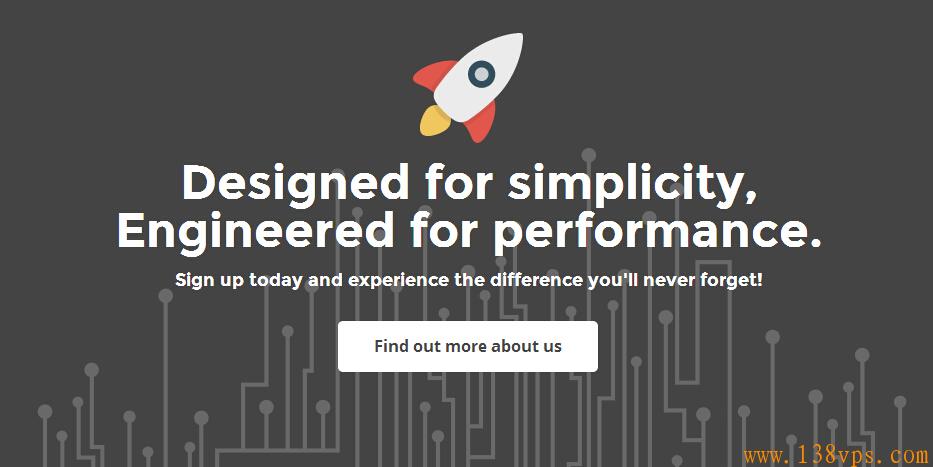 Designed for simplicity,
Engineered for performance.
Sign up today and experience the difference you'll never forget!
Find out more about us
www.138vps.com